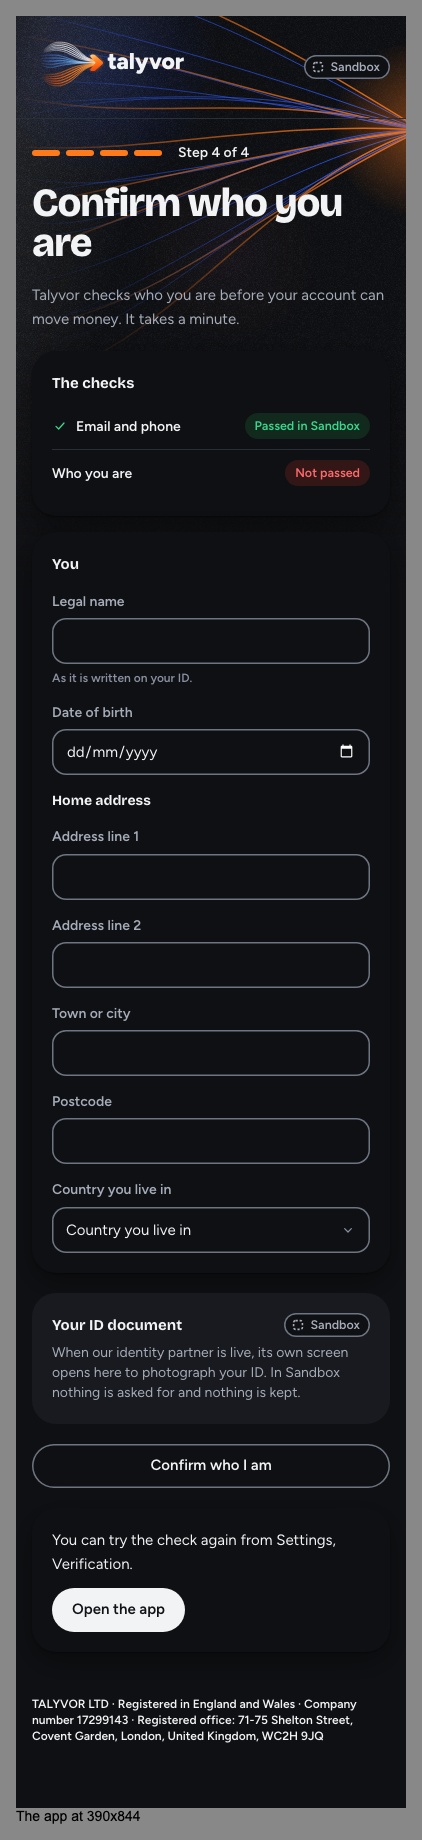 talyvor
Sandbox
Step 4 of 4
Confirm who you
are
Talyvor checks who you are before your account can
move money. It takes a minute.
The checks
Email and phone
Passed in Sandbox
Who you are
Not passed
You
Legal name
As it is written on your ID.
Date of birth
dd/mm/yyyy
Home address
Address line 1
Address line 2
Town or city
Postcode
Country you live in
Country you live in
Your ID document
Sandbox
When our identity partner is live, its own screen
opens here to photograph your ID. In Sandbox
nothing is asked for and nothing is kept.
Confirm who I am
You can try the check again from Settings,
Verification.
Open the app
TALYVOR LTD · Registered in England and Wales · Company
number 17299143 · Registered office: 71-75 Shelton Street,
Covent Garden, London, United Kingdom, WC2H 9JQ
The app at 390x844